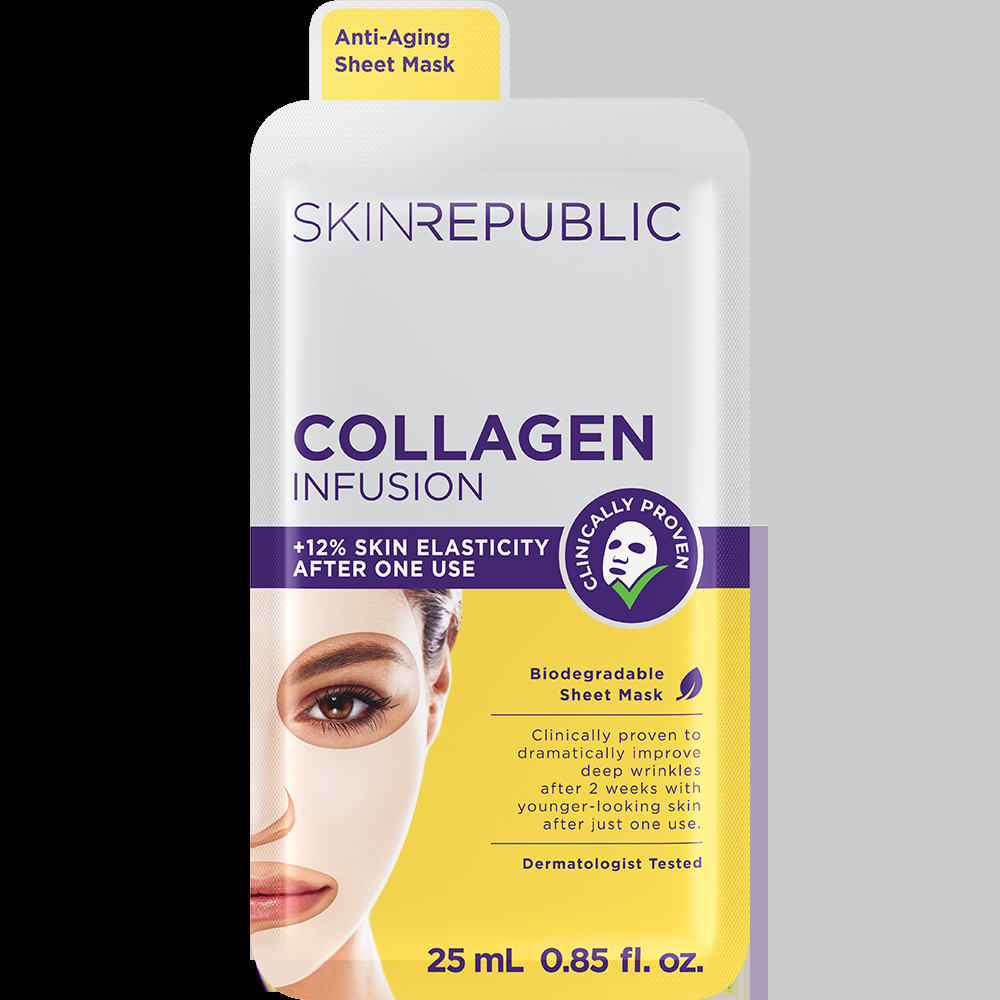 Anti-Aging
Sheet Mask
SKINREPUBLIC
COLLAGEN
INFUSION
+12% SKIN ELASTICITY
AFTER ONE USE
CLINICALLY PROVEN
Biodegradable
Sheet Mask
Clinically proven to
dramatically improve
deep wrinkles
after 2 weeks with
younger-looking skin
after just one use.
Dermatologist Tested
25 mL 0.85 fl. oz.